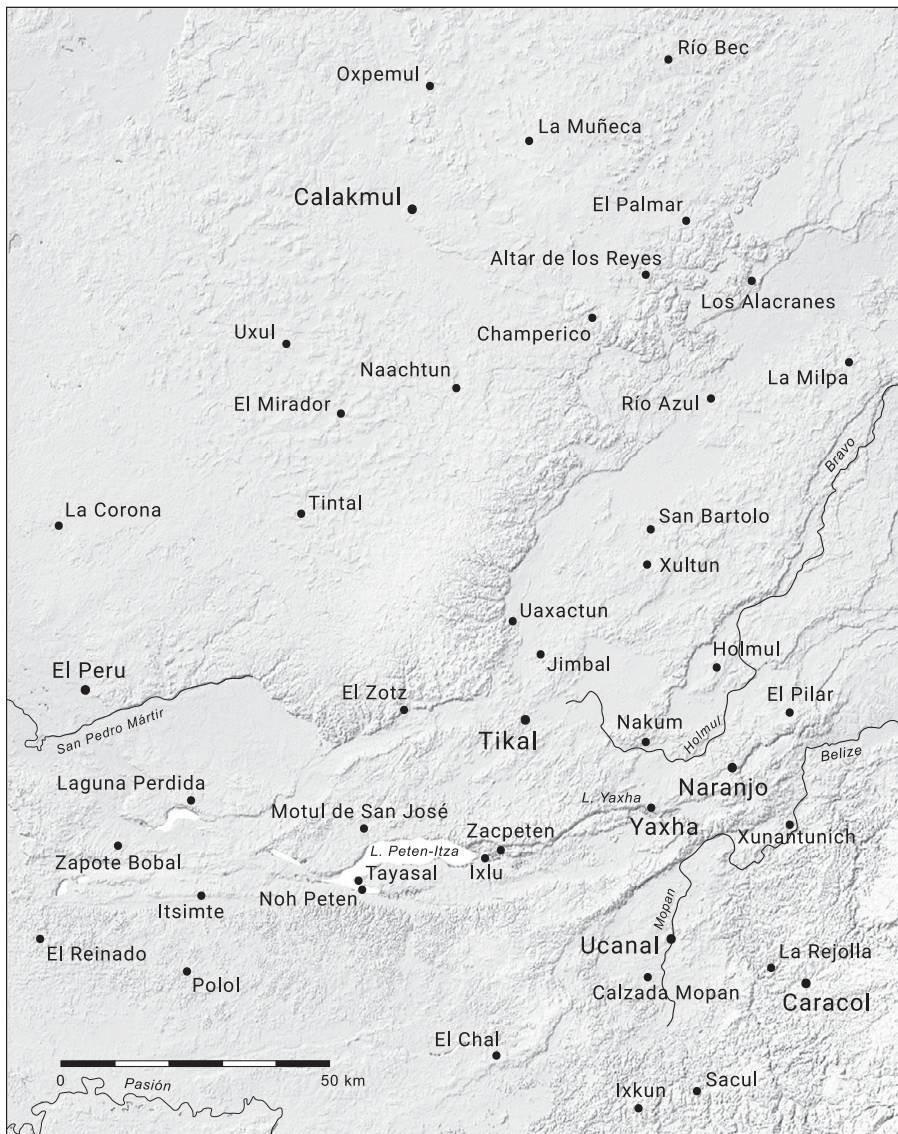 Río Bec
Oxpemul
La Muñeca
Calakmul
El Palmar
Altar de los Reyes
Los Alacranes
Champerico
Uxul
Naachtun
La Milpa
El Mirador
Río Azul
Bravo
La Corona
Tintal
San Bartolo
Xultun
Uaxactun
Jimbal
Holmul
El Peru
El Zotz
El Pilar
San Pedro Mártir
Tikal
Nakum
Holmul
Belize
Laguna Perdida
Naranjo
L. Yaxha
Motul de San José
Yaxha
Xunantunich
Zacpeten
L. Peten-Itza
Zapote Bobal
Ixlu
Tayasal
Noh Peten
Itsimte
Mopan
El Reinado
Ucanal
La Rejolla
Polol
Calzada Mopan
Caracol
El Chal
0 50 km
Pasión
Sacul
Ixkun